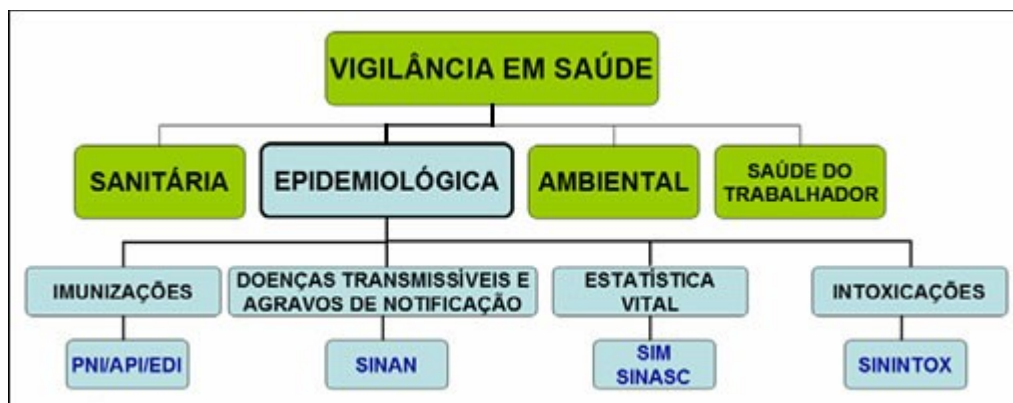 VIGILÂNCIA EM SAÚDE
SANITÁRIA
EPIDEMIOLÓGICA
AMBIENTAL
SAÚDE DO
TRABALHADOR
IMUNIZAÇÕES
DOENÇAS TRANSMISSÍVEIS E
AGRAVOS DE NOTIFICAÇÃO
ESTATÍSTICA
VITAL
INTOXICAÇÕES
PNI/API/EDI
SINAN
SIM
SINASC
SININTOX